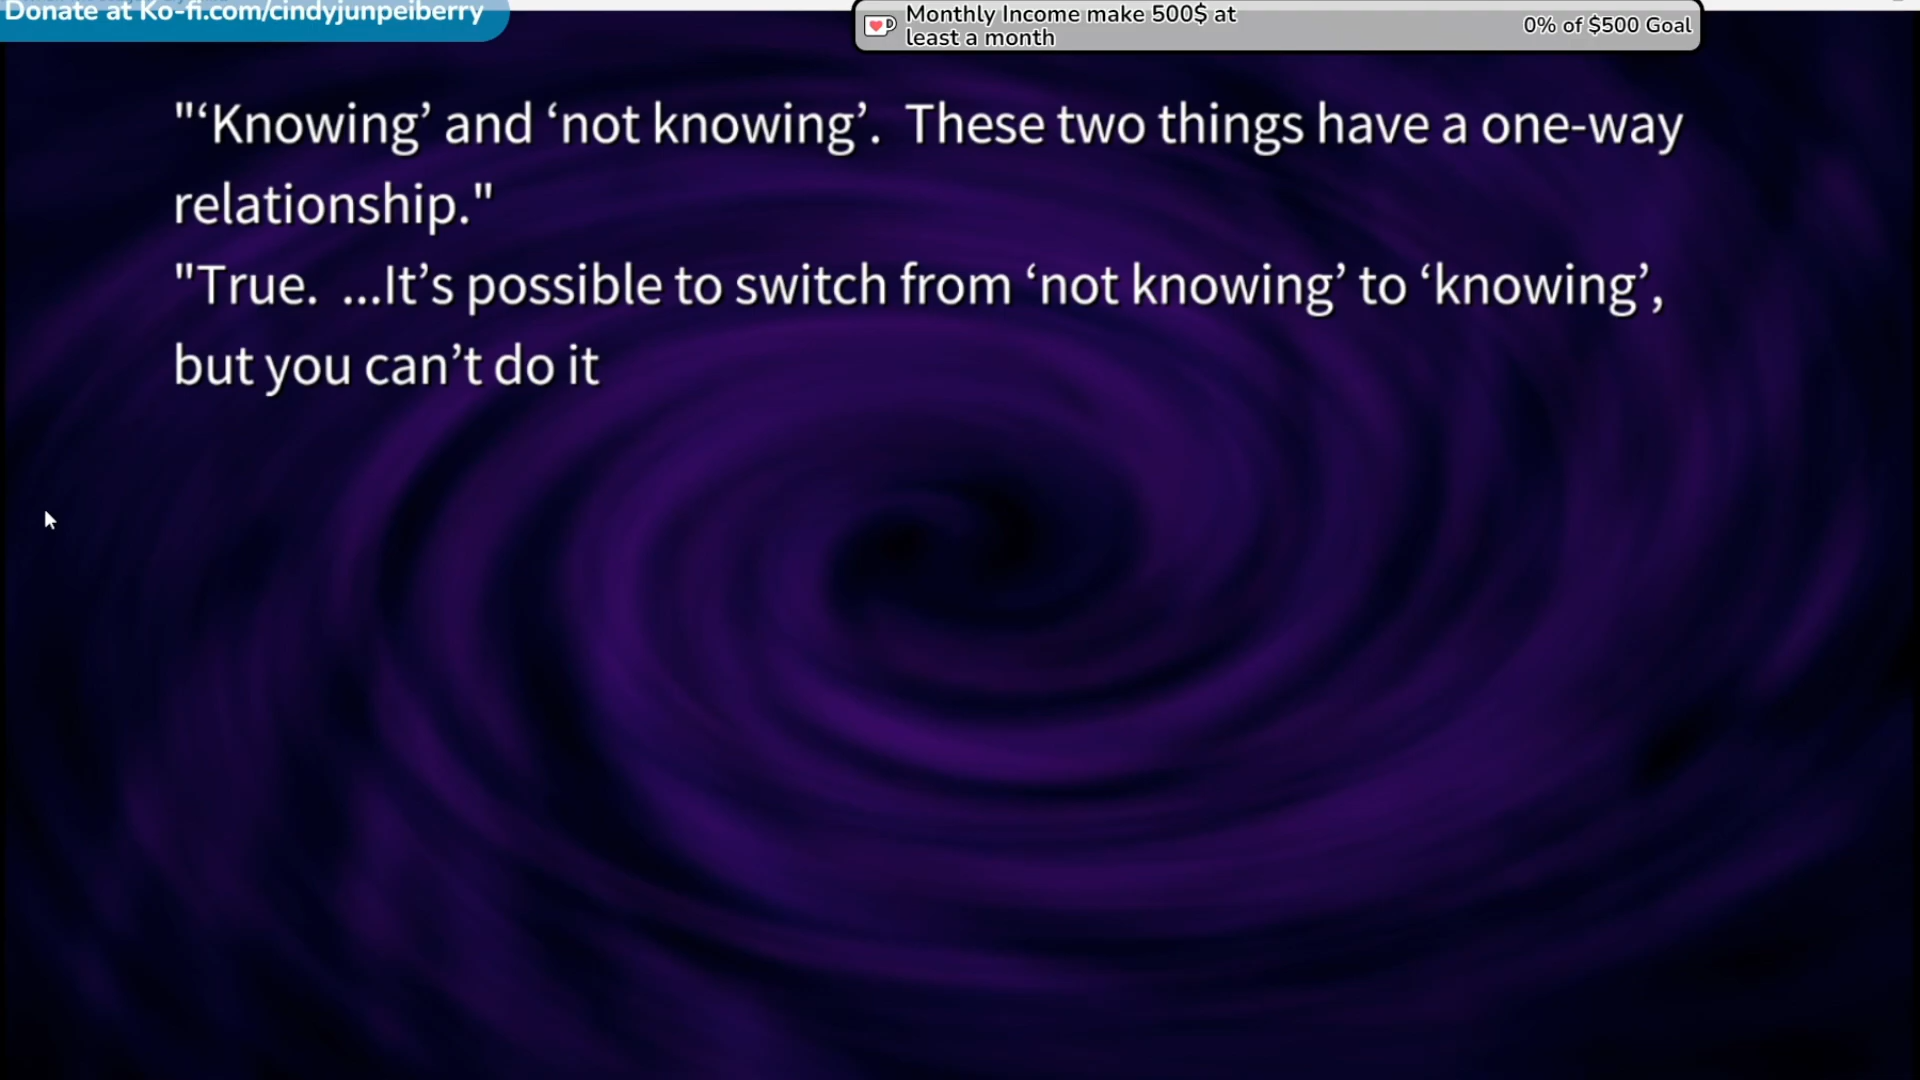 Donate at Ko-fi.com/cindyjunpeiberry
Monthly Income make 500$ at
least a month
0% of $500 Goal
"‘Knowing’ and ‘not knowing’.  These two things have a one-way
relationship."
"True.  ...It’s possible to switch from ‘not knowing’ to ‘knowing’,
but you can’t do it